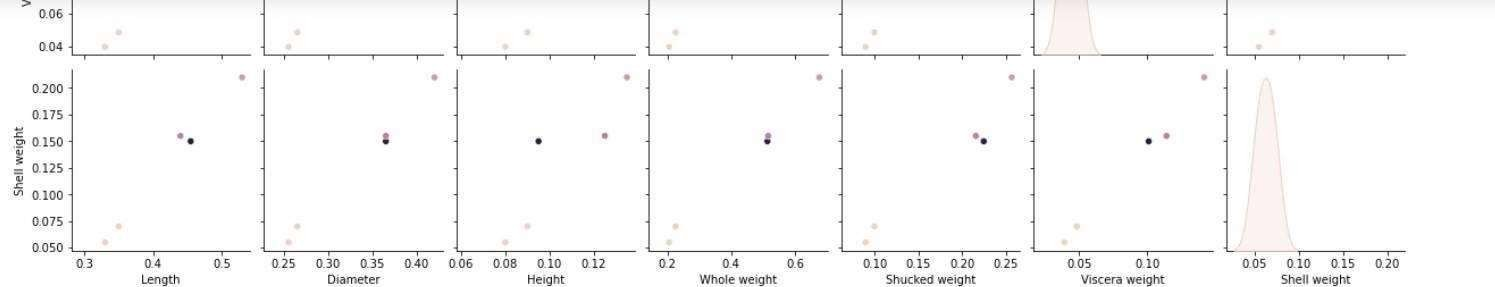 0.06
0.04
0.200
0.175
0.150
0.125
0.100
0.075
0.050
Shell weight
0.3 0.4 0.5
0.25 0.30 0.35 0.40
0.06 0.08 0.10 0.12
0.2 0.4 0.6
0.10 0.15 0.20 0.25
0.05 0.10
0.05 0.10 0.15 0.20
Length
Diameter
Height
Whole weight
Shucked weight
Viscera weight
Shell weight